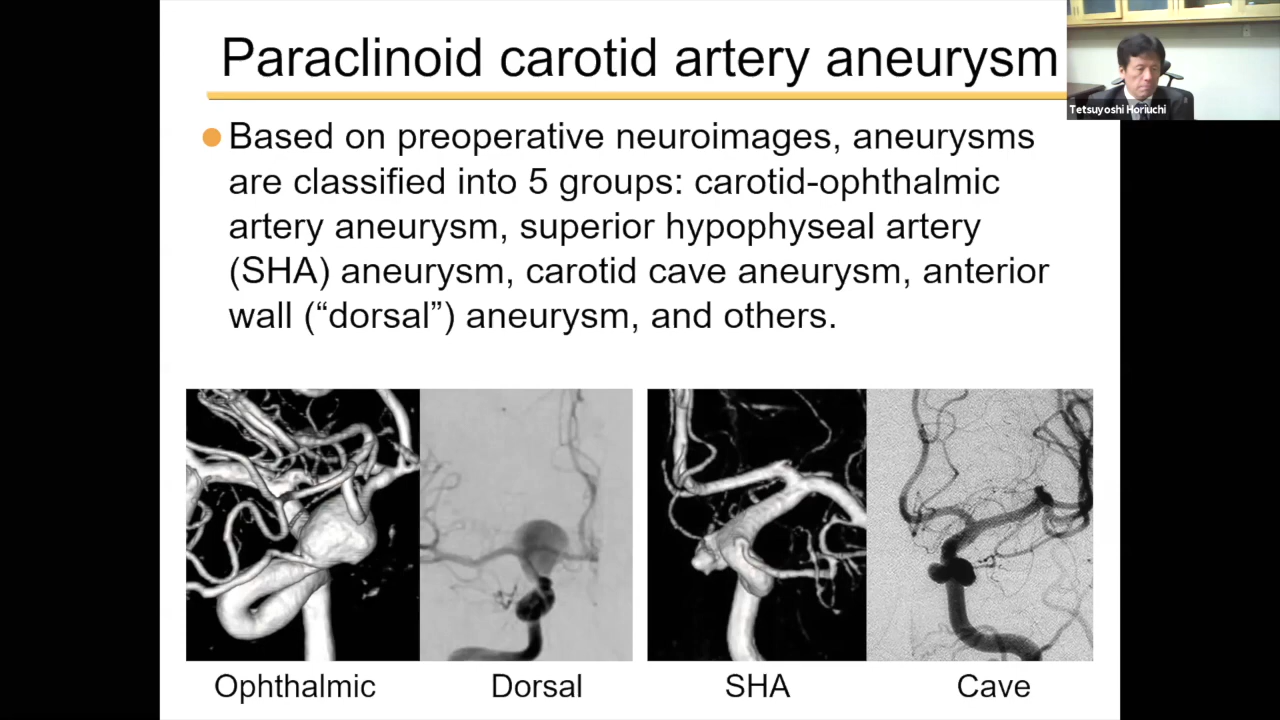 Paraclinoid carotid artery aneurysm
Tetsuyoshi Horiuchi
Based on preoperative neuroimages, aneurysms
are classified into 5 groups: carotid-ophthalmic
artery aneurysm, superior hypophyseal artery
(SHA) aneurysm, carotid cave aneurysm, anterior
wall (“dorsal”) aneurysm, and others.
Ophthalmic
Dorsal
SHA
Cave